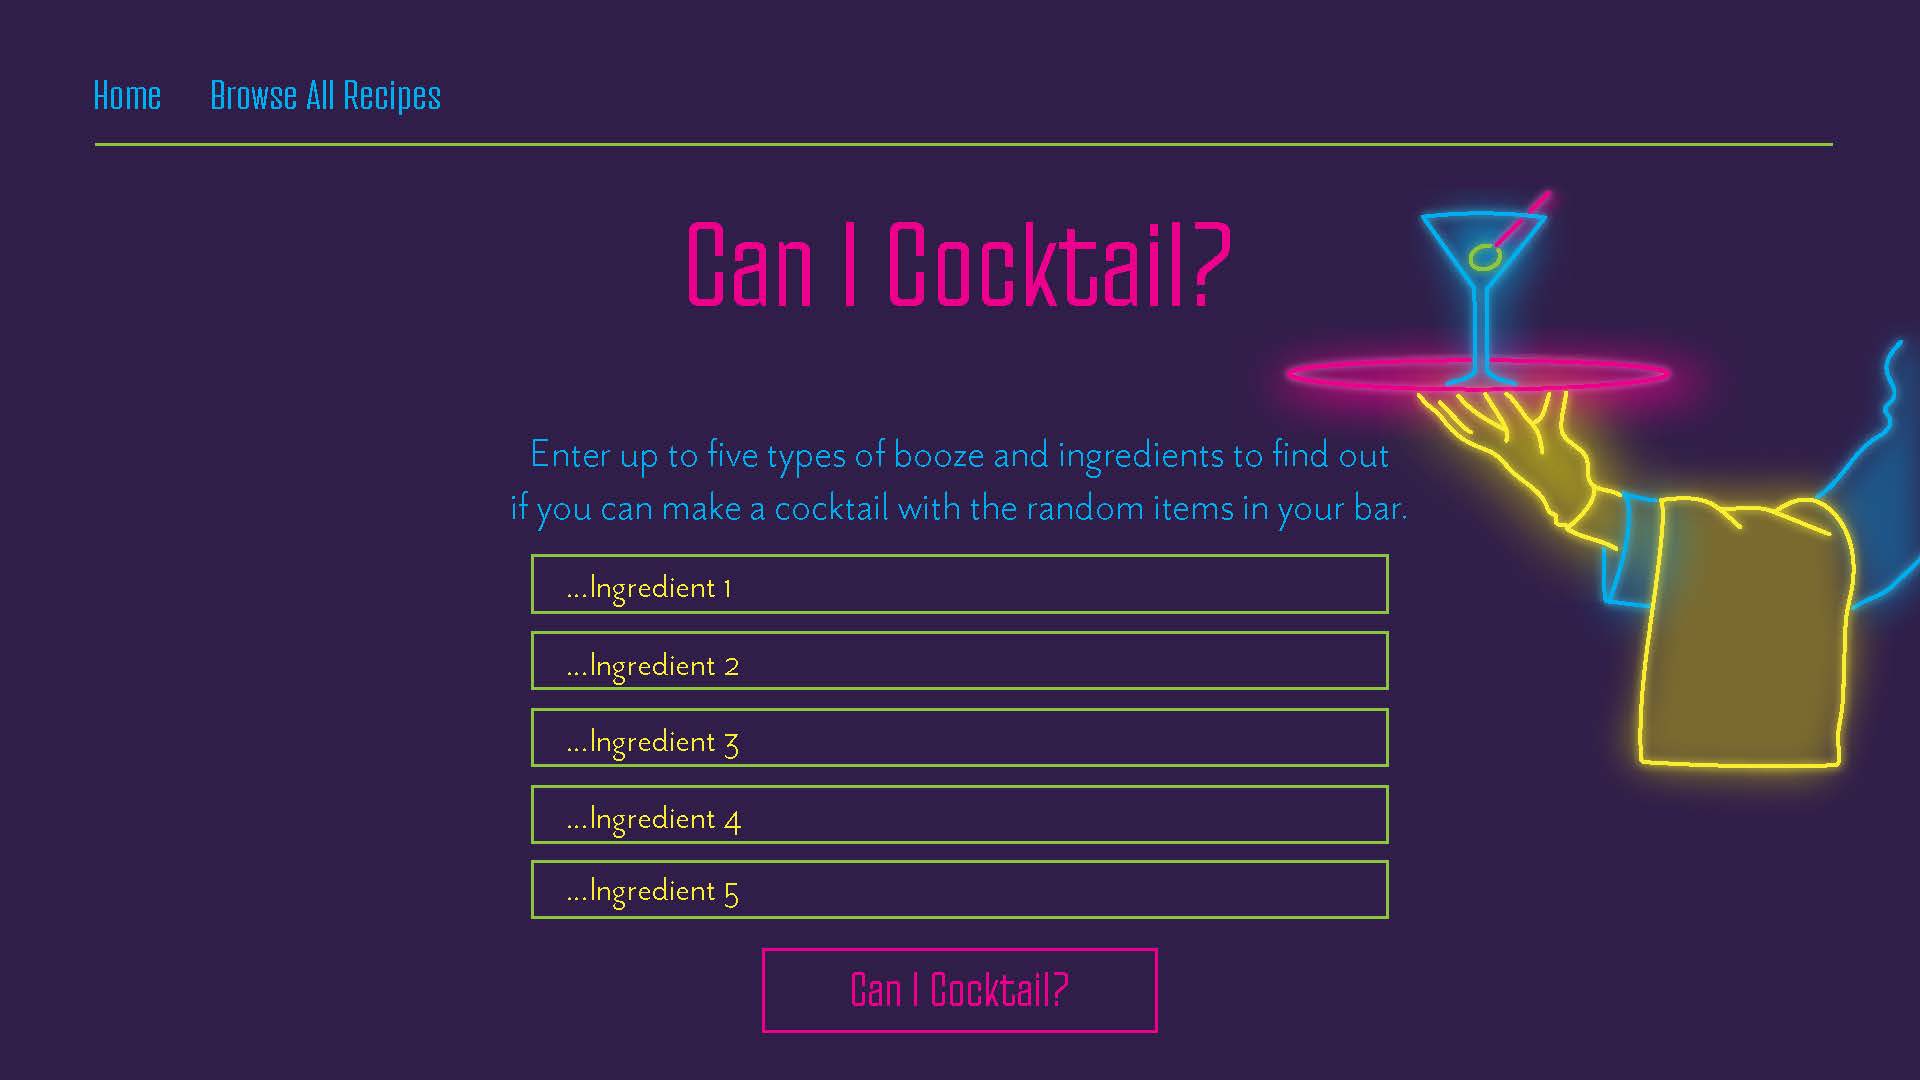 Home Browse All Recipes
Can I Cocktail?
Enter up to five types of booze and ingredients to find out
if you can make a cocktail with the random items in your bar.
...Ingredient 1
...Ingredient 2
...Ingredient 3
...Ingredient 4
...Ingredient 5
Can I Cocktail?